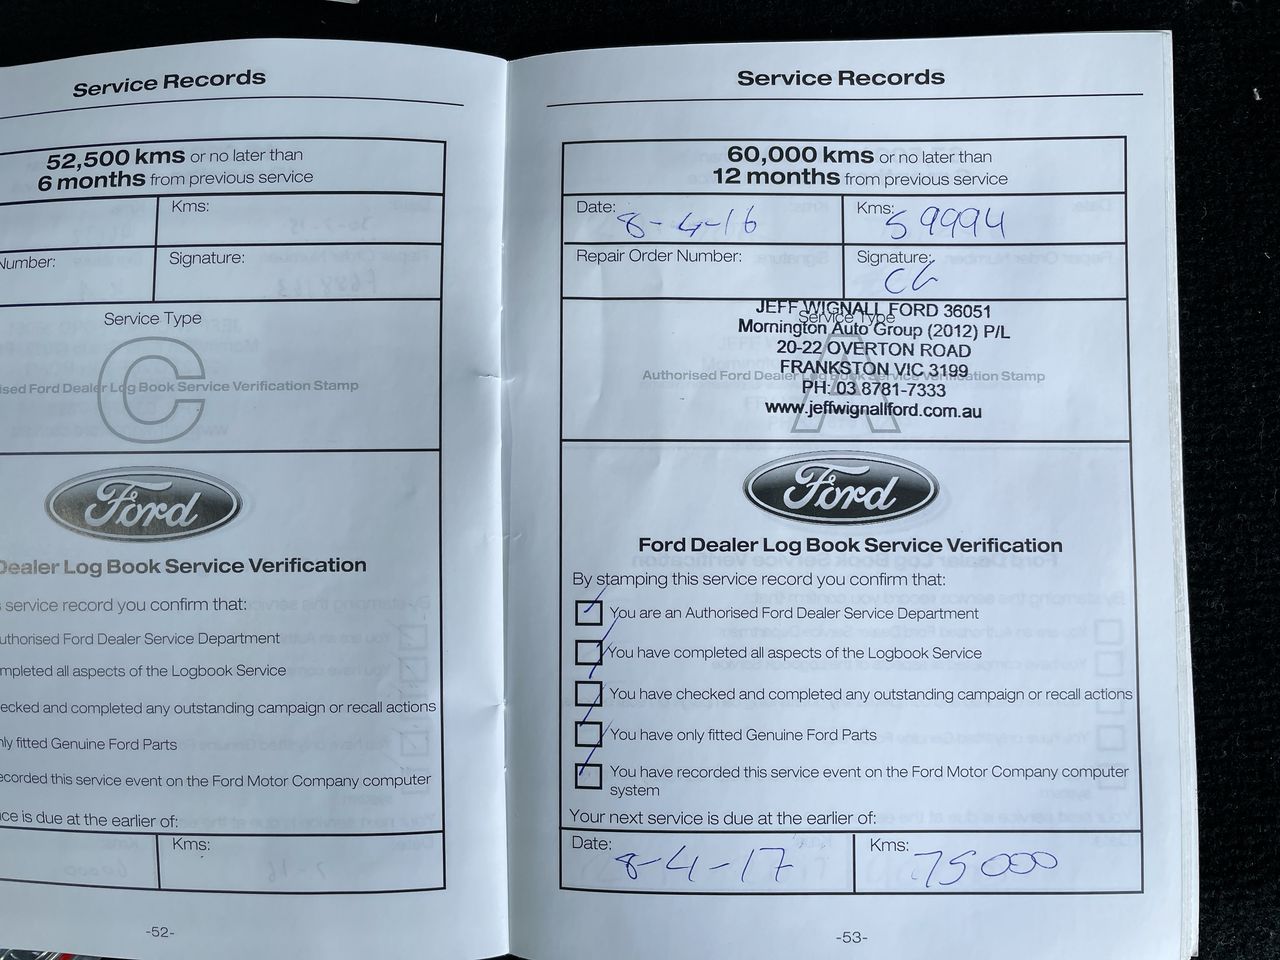 Service Records
52,500 kms or no later than
6 months from previous service
Kms:
Number:
Signature:
Service Type
C
Ford Dealer Log Book Service Verification Stamp
Ford
Dealer Log Book Service Verification
service record you confirm that:
Authorised Ford Dealer Service Department
completed all aspects of the Logbook Service
checked and completed any outstanding campaign or recall actions
only fitted Genuine Ford Parts
recorded this service event on the Ford Motor Company computer
is due at the earlier of:
Kms:
-52-
Service Records
60,000 kms or no later than
12 months from previous service
Date: 8-4-16
Kms: 59994
Repair Order Number:
Signature: CG
JEFF WIGNALL FORD 36051
Service Type
Mornington Auto Group (2012) P/L
20-22 OVERTON ROAD
FRANKSTON VIC 3199
A
Authorised Ford Dealer Log Book Service Verification Stamp
PH: 03 8781-7333
www.jeffwignallford.com.au
Ford
Ford Dealer Log Book Service Verification
By stamping this service record you confirm that:
You are an Authorised Ford Dealer Service Department
You have completed all aspects of the Logbook Service
You have checked and completed any outstanding campaign or recall actions
You have only fitted Genuine Ford Parts
You have recorded this service event on the Ford Motor Company computer
system
Your next service is due at the earlier of:
Date: 8-4-17
Kms: 75000
-53-